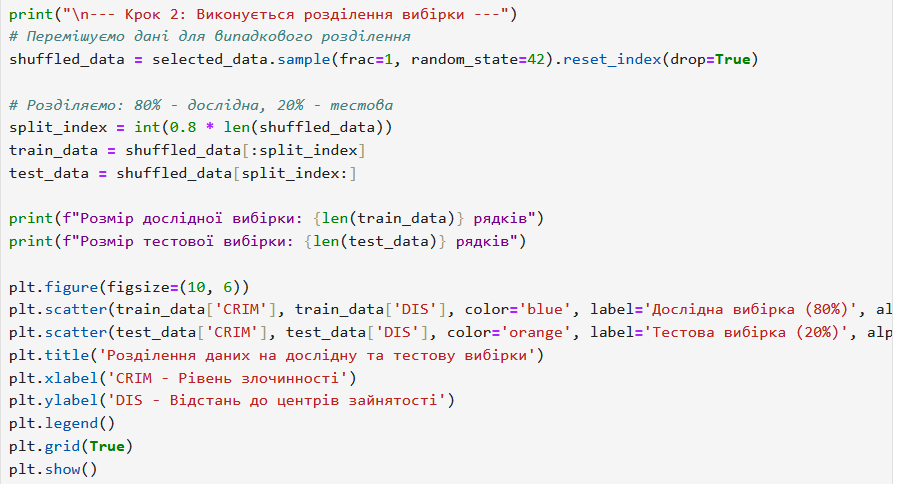 print("\n--- Крок 2: Виконується розділення вибірки ---")
# Перемішуємо дані для випадкового розділення
shuffled_data = selected_data.sample(frac=1, random_state=42).reset_index(drop=True)
# Розділяємо: 80% - дослідна, 20% - тестова
split_index = int(0.8 * len(shuffled_data))
train_data = shuffled_data[:split_index]
test_data = shuffled_data[split_index:]
print(f"Розмір дослідної вибірки: {len(train_data)} рядків")
print(f"Розмір тестової вибірки: {len(test_data)} рядків")
plt.figure(figsize=(10, 6))
plt.scatter(train_data['CRIM'], train_data['DIS'], color='blue', label='Дослідна вибірка (80%)', al
plt.scatter(test_data['CRIM'], test_data['DIS'], color='orange', label='Тестова вибірка (20%)', alp
plt.title('Розділення даних на дослідну та тестову вибірки')
plt.xlabel('CRIM - Рівень злочинності')
plt.ylabel('DIS - Відстань до центрів зайнятості')
plt.legend()
plt.grid(True)
plt.show()